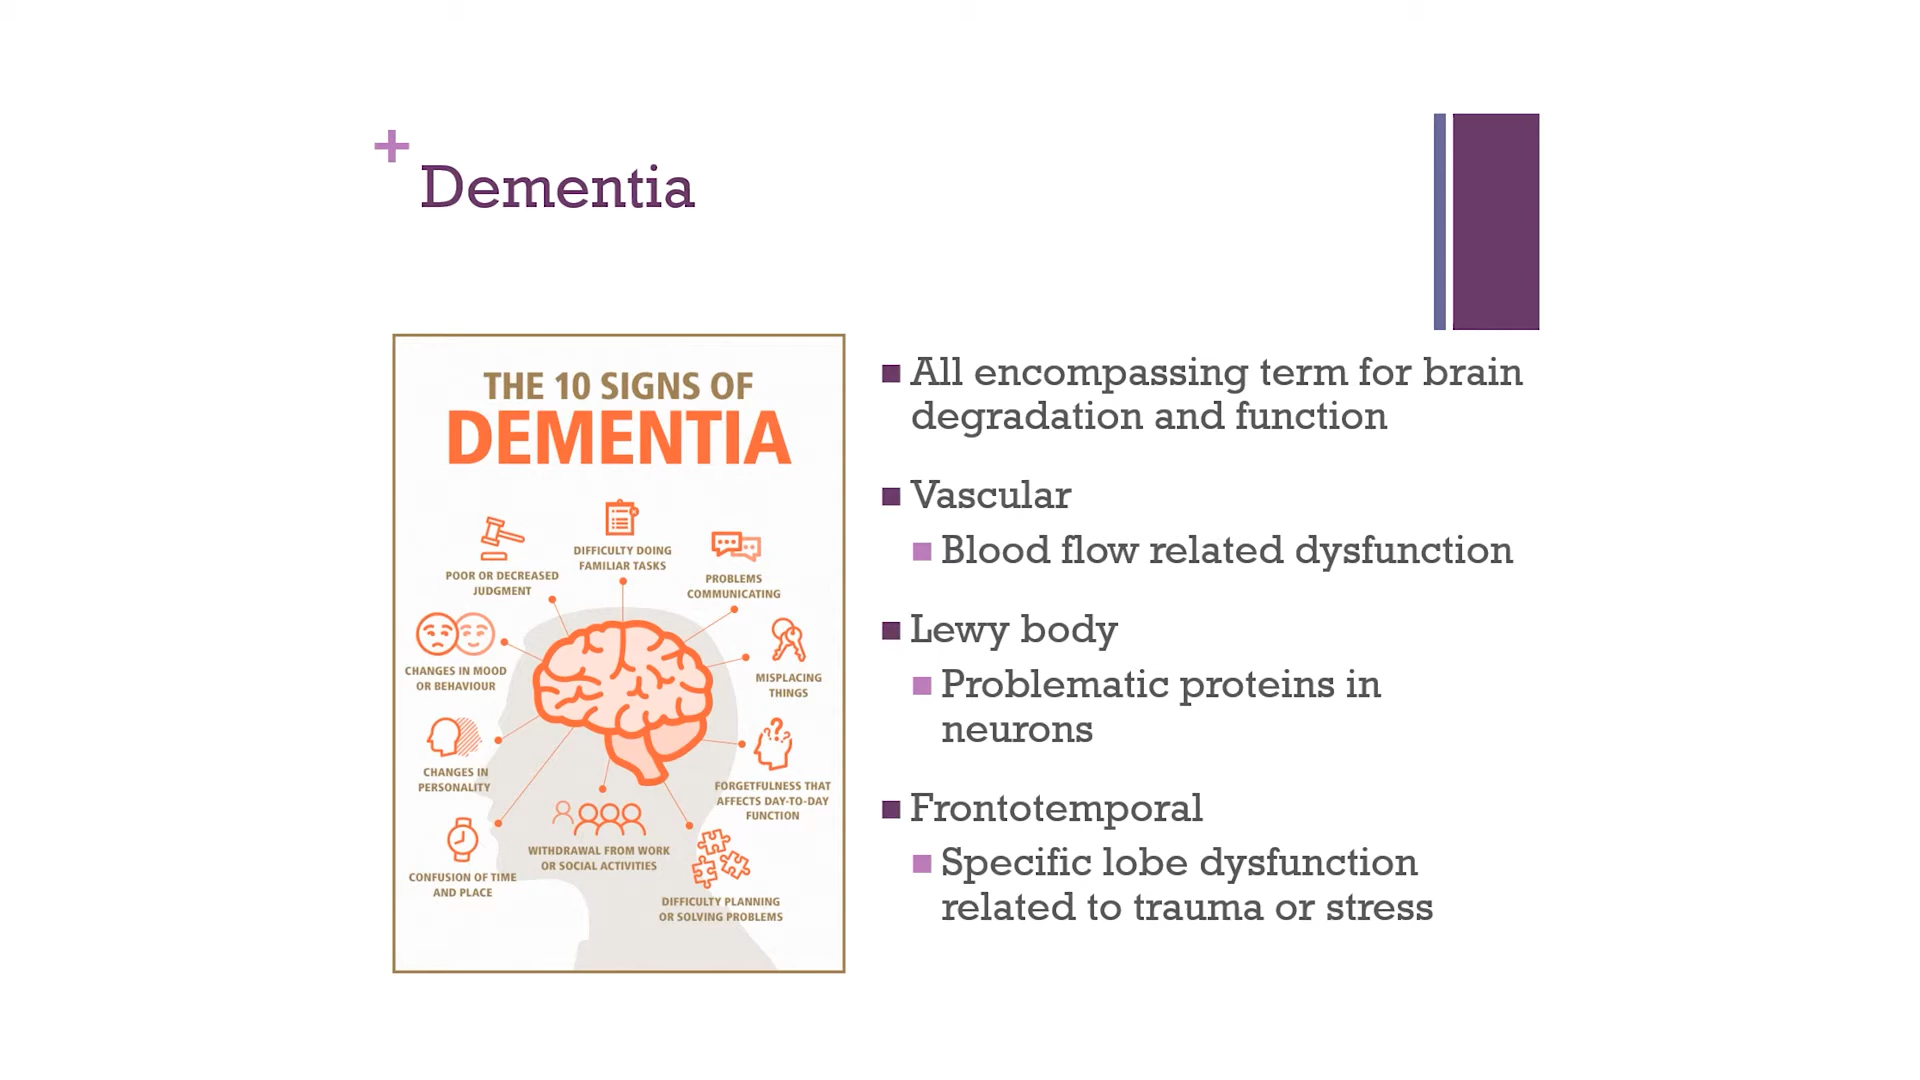 +
Dementia
THE 10 SIGNS OF
DEMENTIA
DIFFICULTY DOING
FAMILIAR TASKS
POOR OR DECREASED
JUDGMENT
PROBLEMS
COMMUNICATING
CHANGES IN MOOD
OR BEHAVIOUR
MISPLACING
THINGS
CHANGES IN
PERSONALITY
FORGETFULNESS THAT
AFFECTS DAY-TO-DAY
FUNCTION
CONFUSION OF TIME
AND PLACE
WITHDRAWAL FROM WORK
OR SOCIAL ACTIVITIES
DIFFICULTY PLANNING
OR SOLVING PROBLEMS
All encompassing term for brain
degradation and function
Vascular
Blood flow related dysfunction
Lewy body
Problematic proteins in
neurons
Frontotemporal
Specific lobe dysfunction
related to trauma or stress